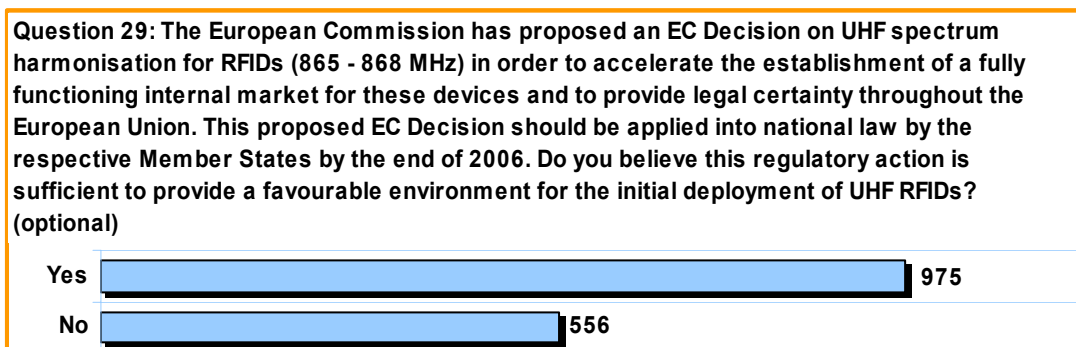 Question 29: The European Commission has proposed an EC Decision on UHF spectrum
harmonisation for RFIDs (865 - 868 MHz) in order to accelerate the establishment of a fully
functioning internal market for these devices and to provide legal certainty throughout the
European Union. This proposed EC Decision should be applied into national law by the
respective Member States by the end of 2006. Do you believe this regulatory action is
sufficient to provide a favourable environment for the initial deployment of UHF RFIDs?
(optional)
Yes 975
No 556